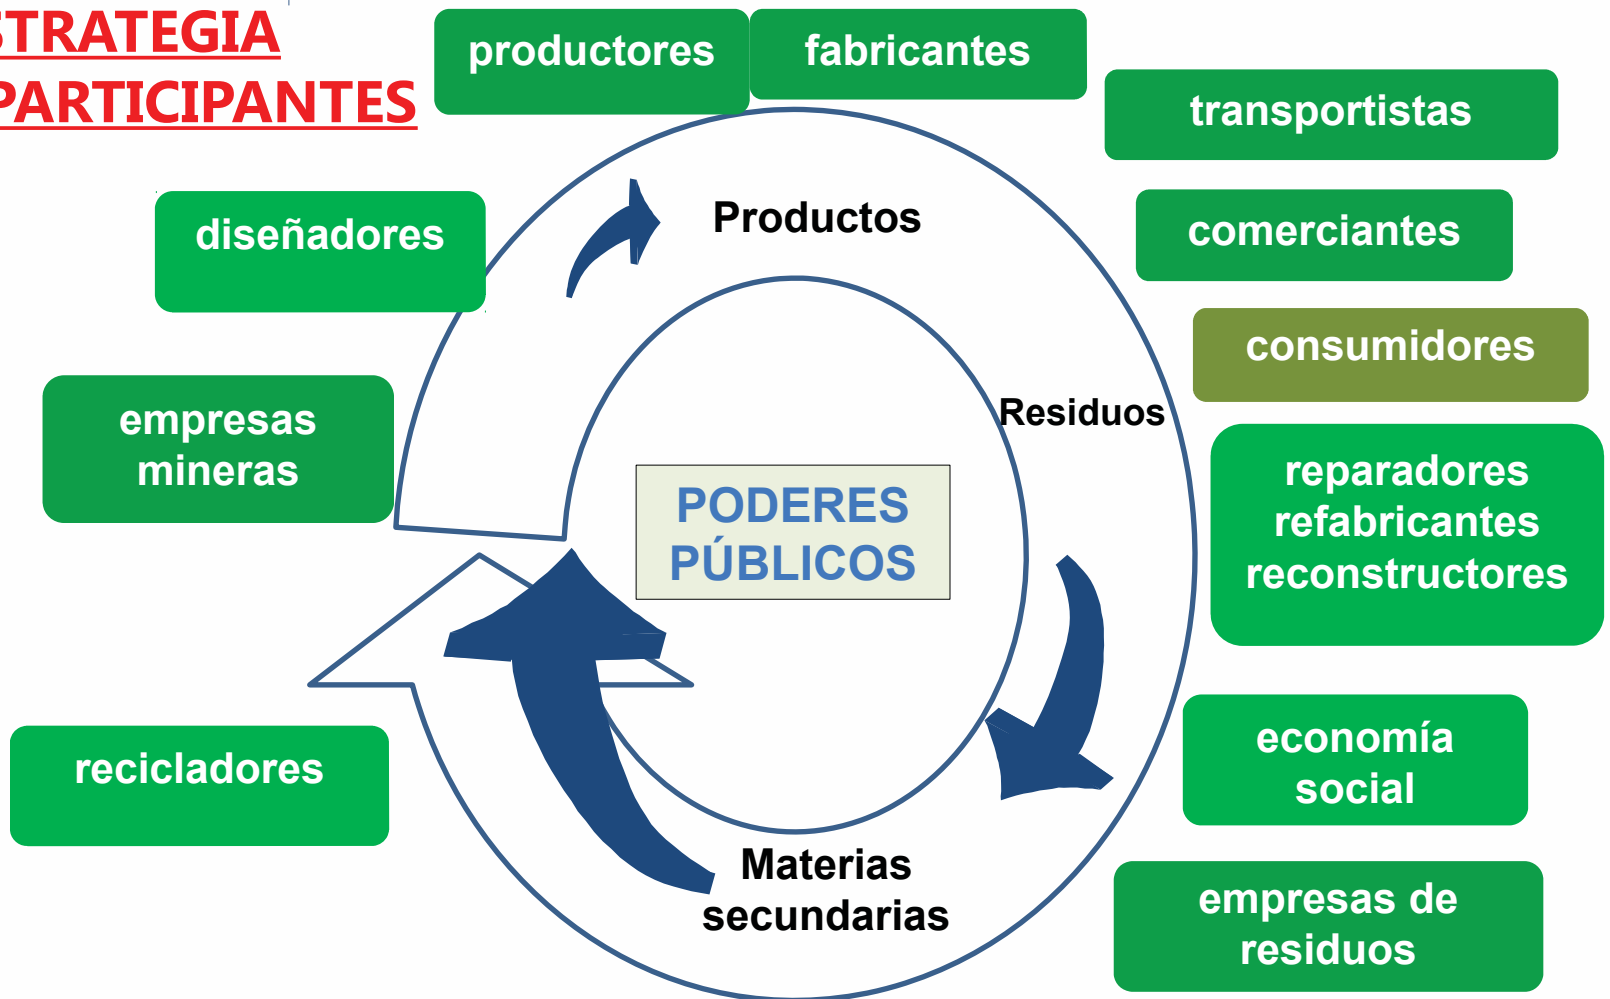 STRATEGIA
PARTICIPANTES
productores
fabricantes
transportistas
diseñadores
Productos
comerciantes
consumidores
empresas
mineras
Residuos
reparadores
refabricantes
reconstructores
PODERES
PÚBLICOS
recicladores
economía
social
Materias
secundarias
empresas de
residuos